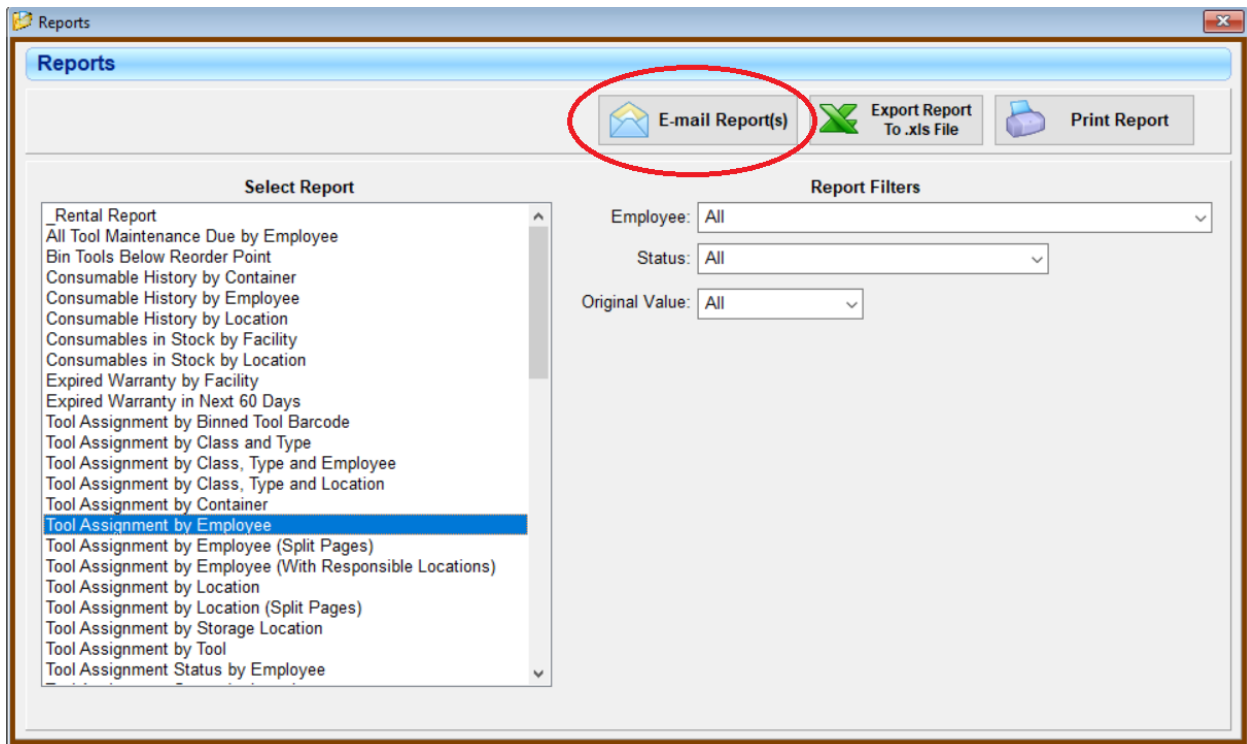 Reports
Reports
E-mail Report(s)
Export Report
To .xls File
Print Report
Select Report
_Rental Report
All Tool Maintenance Due by Employee
Bin Tools Below Reorder Point
Consumable History by Container
Consumable History by Employee
Consumable History by Location
Consumables in Stock by Facility
Consumables in Stock by Location
Expired Warranty by Facility
Expired Warranty in Next 60 Days
Tool Assignment by Binned Tool Barcode
Tool Assignment by Class and Type
Tool Assignment by Class, Type and Employee
Tool Assignment by Class, Type and Location
Tool Assignment by Container
Tool Assignment by Employee
Tool Assignment by Employee (Split Pages)
Tool Assignment by Employee (With Responsible Locations)
Tool Assignment by Location
Tool Assignment by Location (Split Pages)
Tool Assignment by Storage Location
Tool Assignment by Tool
Tool Assignment Status by Employee
Report Filters
Employee: All
Status: All
Original Value: All